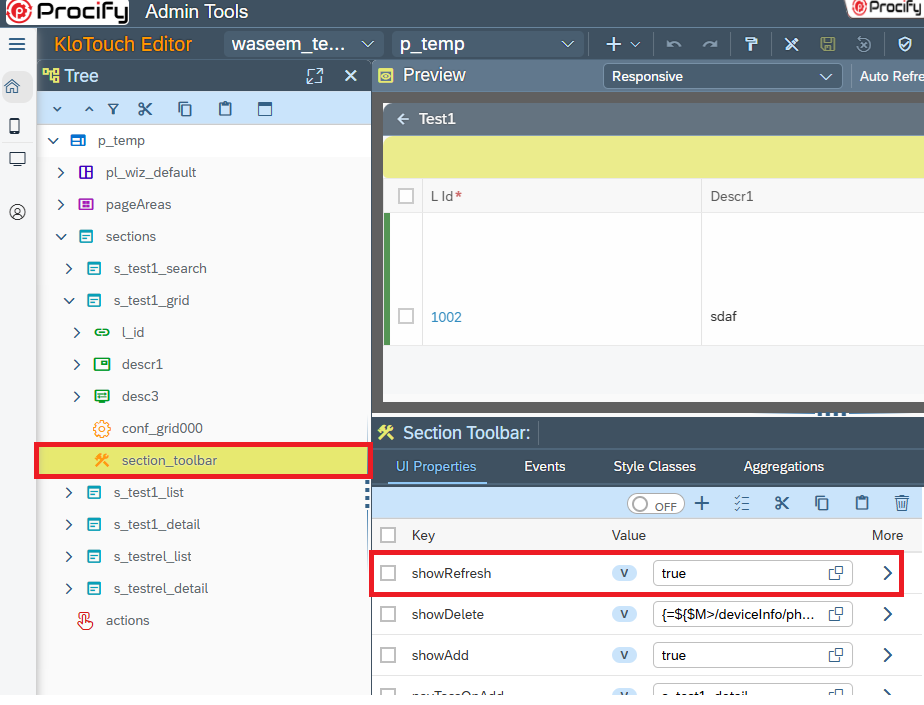 Procify Admin Tools Procify
KloTouch Editor waseem_te... p_temp
Tree Preview Responsive Auto Refre
p_temp
Test1
pl_wiz_default
pageAreas
L Id* Descr1
sections
s_test1_search
s_test1_grid
l_id
1002 sdaf
descr1
desc3
conf_grid000
Section Toolbar:
section_toolbar
UI Properties Events Style Classes Aggregations
s_test1_list
OFF
s_test1_detail
Key Value More
s_testrel_list
showRefresh V true
s_testrel_detail
showDelete V {=${$M>/deviceInfo/ph...
actions
showAdd V true